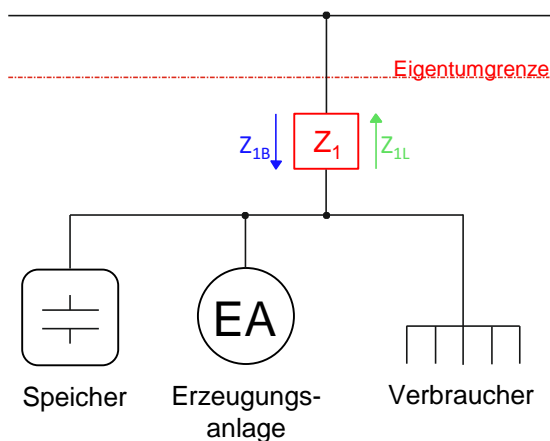 Eigentumgrenze
Z1B
Z1
Z1L
EA
Speicher
Erzeugungs-
anlage
Verbraucher